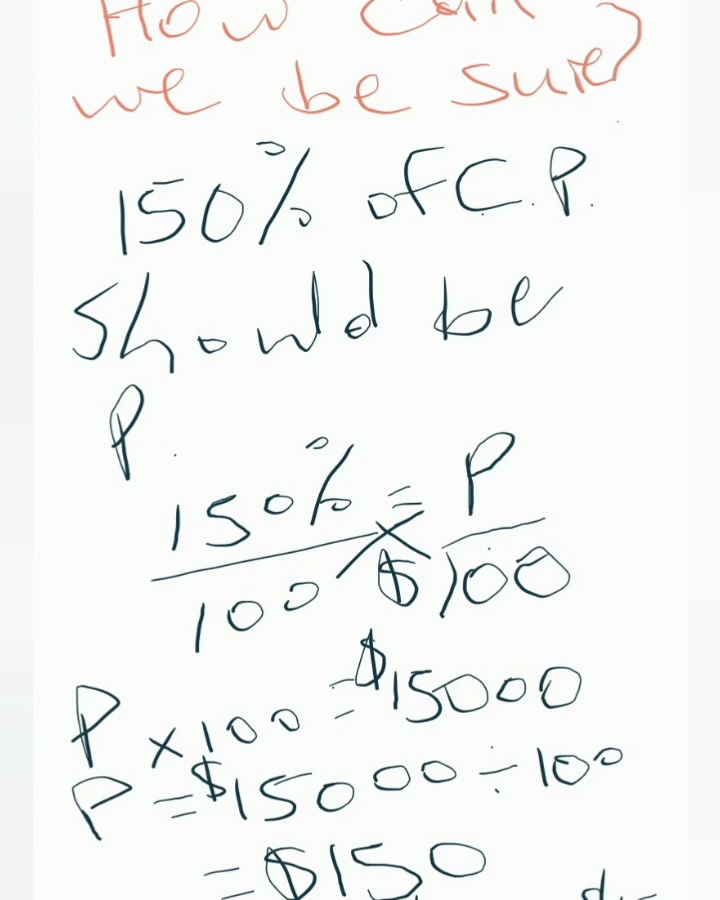 How can
we be sure?
150% of C.P.
should be
P.
150% = P
100 $100
P × 100 = $15000
P = $15000 ÷ 100
= $150